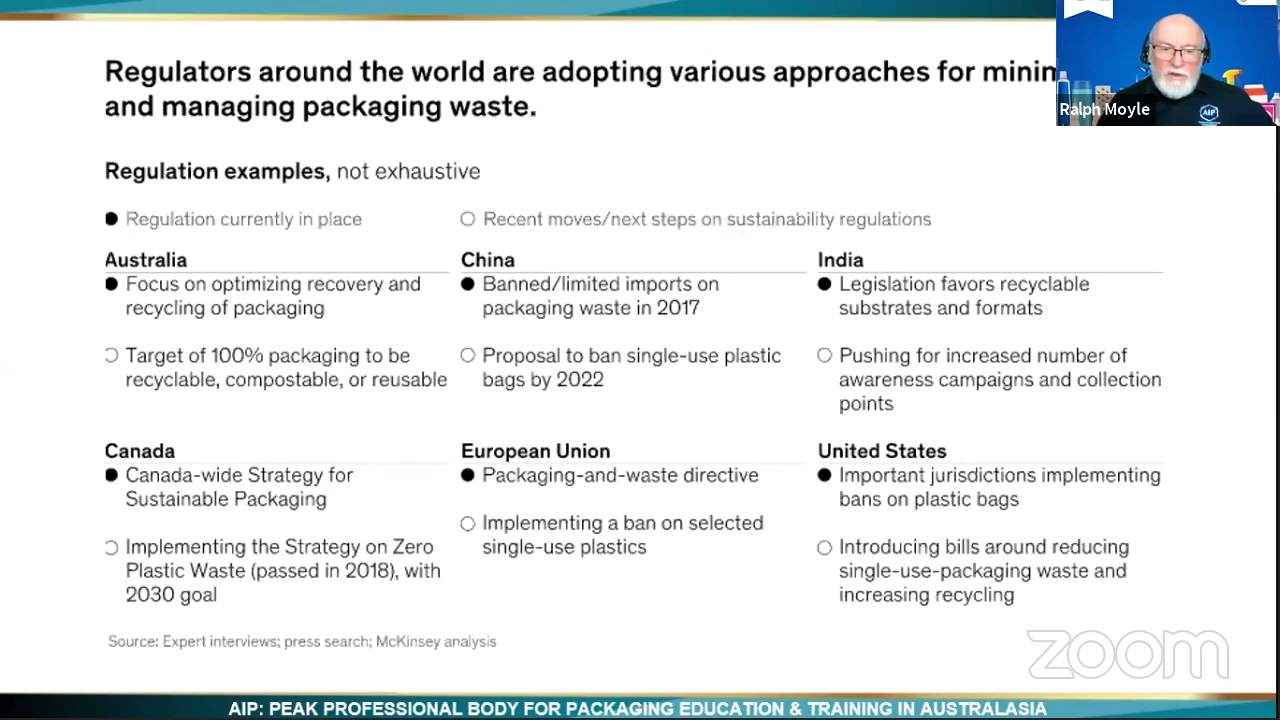 Regulators around the world are adopting various approaches for
and managing packaging waste.
Ralph Moyle
AIP
Regulation examples, not exhaustive
Regulation currently in place
Recent moves/next steps on sustainability regulations
Australia
Focus on optimizing recovery and
recycling of packaging
Target of 100% packaging to be
recyclable, compostable, or reusable
China
Banned/limited imports on
packaging waste in 2017
Proposal to ban single-use plastic
bags by 2022
India
Legislation favors recyclable
substrates and formats
Pushing for increased number of
awareness campaigns and collection
points
Canada
Canada-wide Strategy for
Sustainable Packaging
Implementing the Strategy on Zero
Plastic Waste (passed in 2018), with
2030 goal
European Union
Packaging-and-waste directive
Implementing a ban on selected
single-use plastics
United States
Important jurisdictions implementing
bans on plastic bags
Introducing bills around reducing
single-use-packaging waste and
increasing recycling
Source: Expert interviews; press search; McKinsey analysis
zoom
AIP: PEAK PROFESSIONAL BODY FOR PACKAGING EDUCATION & TRAINING IN AUSTRALASIA